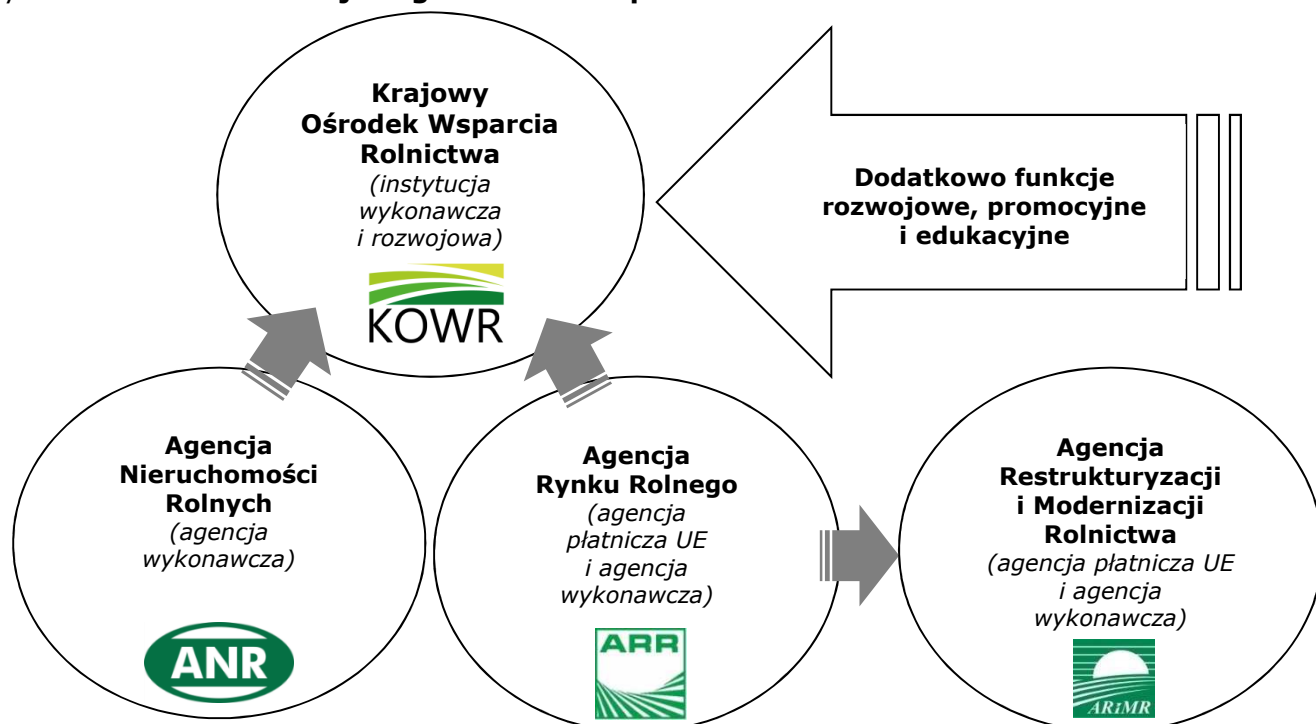 Krajowy
Ośrodek Wsparcia
Rolnictwa
(instytucja
wykonawcza
i rozwojowa)
KOWR
Dodatkowo funkcje
rozwojowe, promocyjne
i edukacyjne
Agencja
Nieruchomości
Rolnych
(agencja
wykonawcza)
ANR
Agencja
Rynku Rolnego
(agencja
płatnicza UE
i agencja
wykonawcza)
ARR
Agencja
Restrukturyzacji
i Modernizacji
Rolnictwa
(agencja płatnicza UE
i agencja
wykonawcza)
ARiMR